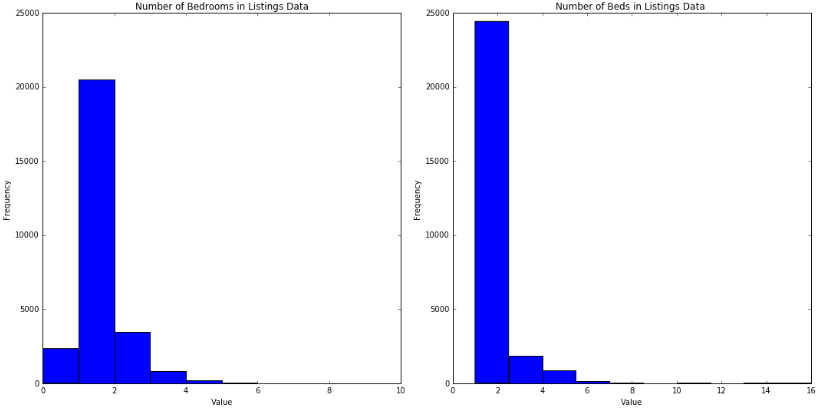 Number of Bedrooms in Listings Data
25000
20000
15000
10000
5000
0
Frequency
0 2 4 6 8 10
Value
Number of Beds in Listings Data
25000
20000
15000
10000
5000
0
Frequency
0 2 4 6 8 10 12 14 16
Value